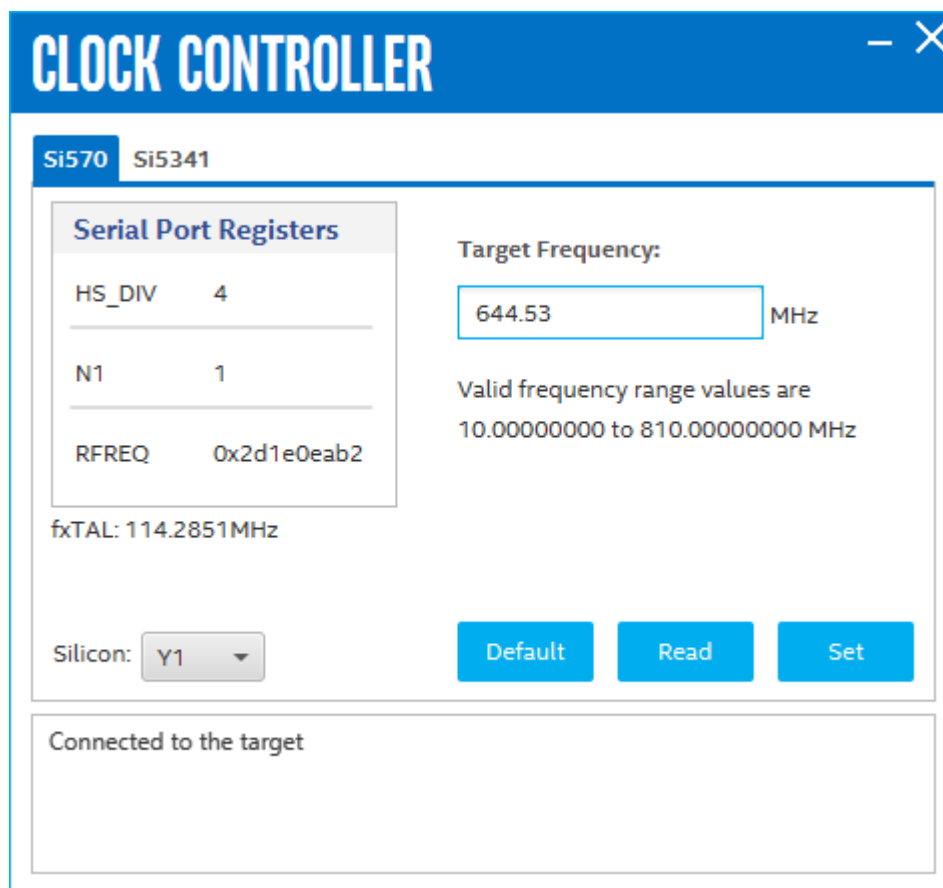 CLOCK CONTROLLER
Si570 Si5341
Serial Port Registers
HS_DIV 4
N1 1
RFREQ 0x2d1e0eab2
fxTAL: 114.2851MHz
Target Frequency:
644.53 MHz
Valid frequency range values are
10.00000000 to 810.00000000 MHz
Silicon: Y1
Default Read Set
Connected to the target